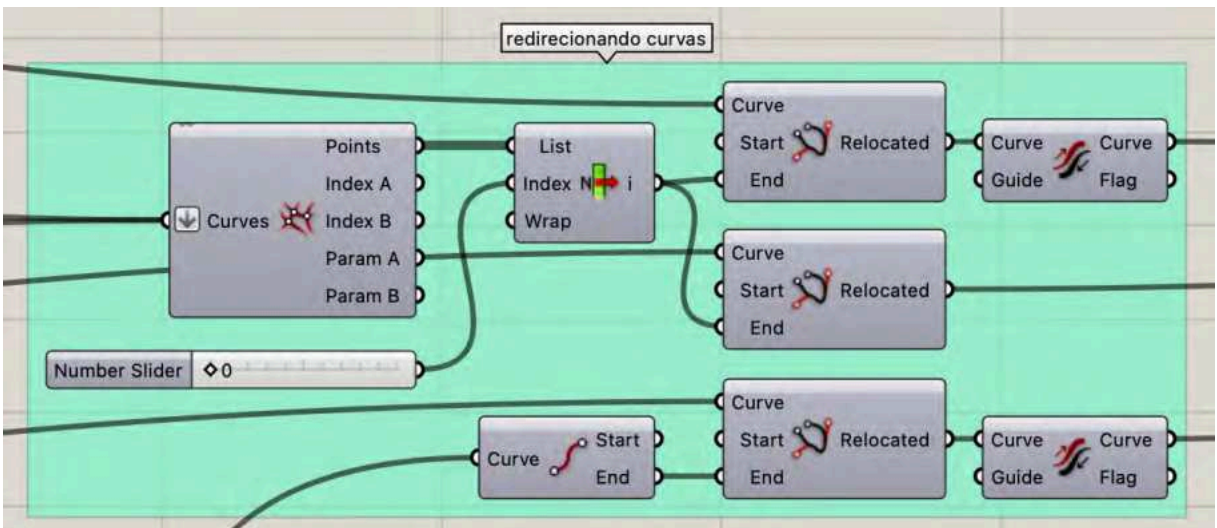 redirecionando curvas
Curve
Start Relocated
End
Curve Curve
Guide Flag
Points
Index A
Curves Index B
Param A
Param B
List
Index i
Wrap
Curve
Start Relocated
End
Number Slider 0
Curve
Start Relocated
End
Curve Start
End
Curve Curve
Guide Flag